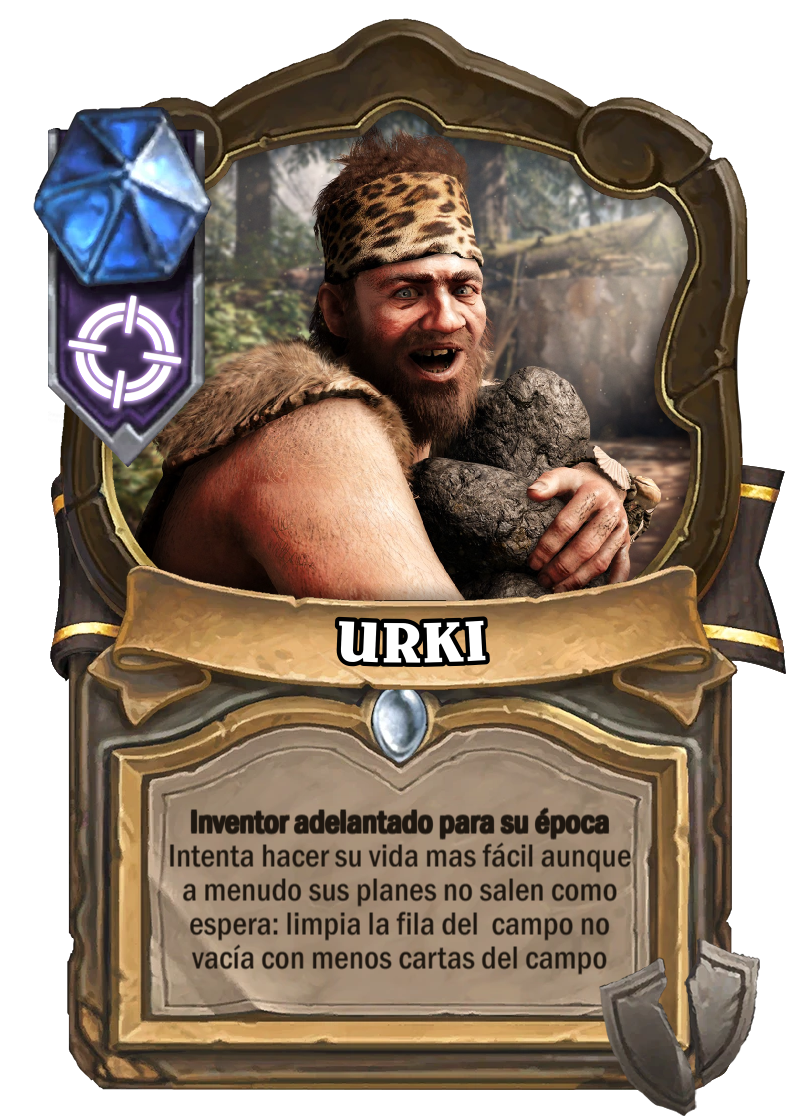 URKI
Inventor adelantado para su época
Intenta hacer su vida mas fácil aunque
a menudo sus planes no salen como
espera: limpia la fila del campo no
vacía con menos cartas del campo